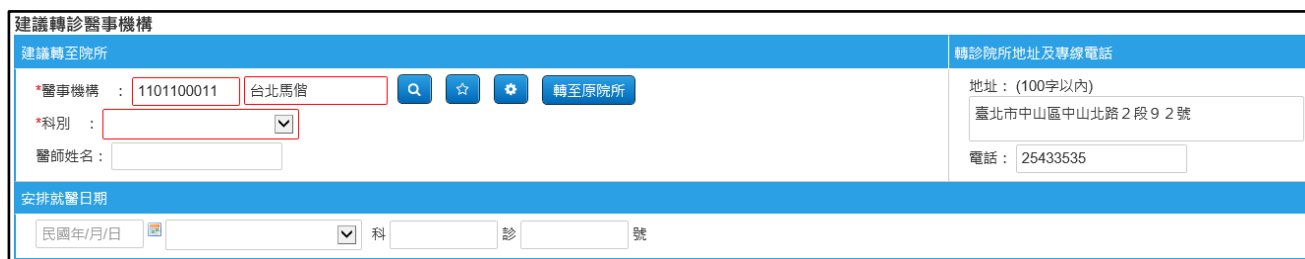 建議轉診醫事機構
建議轉至院所
轉診院所地址及專線電話
*醫事機構 : 1101100011 台北馬偕 轉至原院所
*科別 :
醫師姓名：
地址： (100字以內)
臺北市中山區中山北路２段９２號
電話： 25433535
安排就醫日期
民國年/月/日 科 診 號